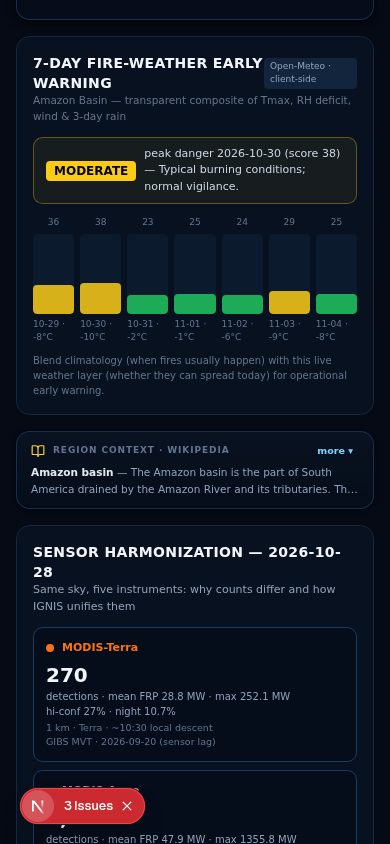 7-DAY FIRE-WEATHER EARLY
WARNING
Open-Meteo ·
client-side
Amazon Basin — transparent composite of Tmax, RH deficit,
wind & 3-day rain
MODERATE
peak danger 2026-10-30 (score 38)
— Typical burning conditions;
normal vigilance.
36 38 23 25 24 29 25
10-29 · 10-30 · 10-31 · 11-01 · 11-02 · 11-03 · 11-04 ·
-8°C -10°C -2°C -1°C -6°C -9°C -8°C
Blend climatology (when fires usually happen) with this live
weather layer (whether they can spread today) for operational
early warning.
REGION CONTEXT · WIKIPEDIA
more ▾
Amazon basin — The Amazon basin is the part of South
America drained by the Amazon River and its tributaries. Th...
SENSOR HARMONIZATION — 2026-10-
28
Same sky, five instruments: why counts differ and how
IGNIS unifies them
MODIS-Terra
270
detections · mean FRP 28.8 MW · max 252.1 MW
hi-conf 27% · night 10.7%
1 km · Terra · ~10:30 local descent
GIBS MVT · 2026-09-20 (sensor lag)
N 3 Issues ×
detections · mean FRP 47.9 MW · max 1355.8 MW